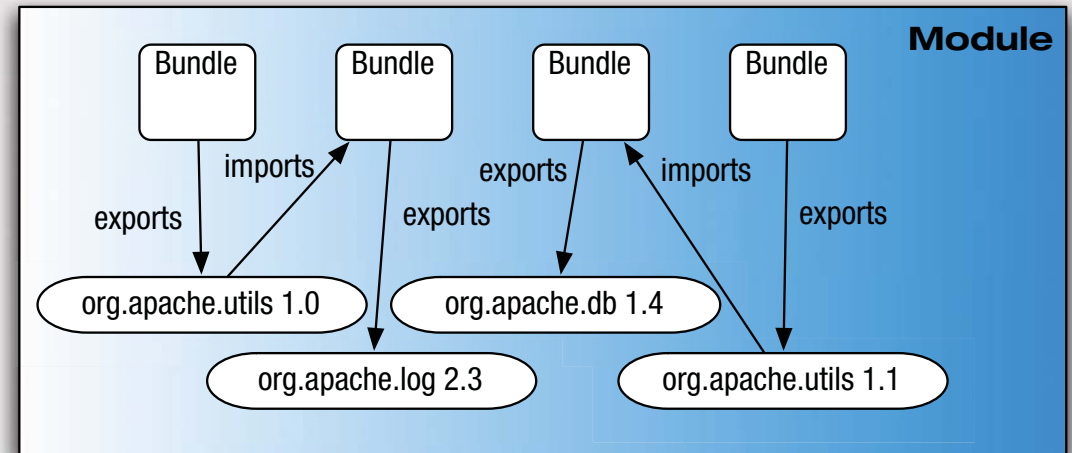 Module
Bundle
Bundle
Bundle
Bundle
imports
exports
imports
exports
exports
exports
org.apache.utils 1.0
org.apache.db 1.4
org.apache.log 2.3
org.apache.utils 1.1